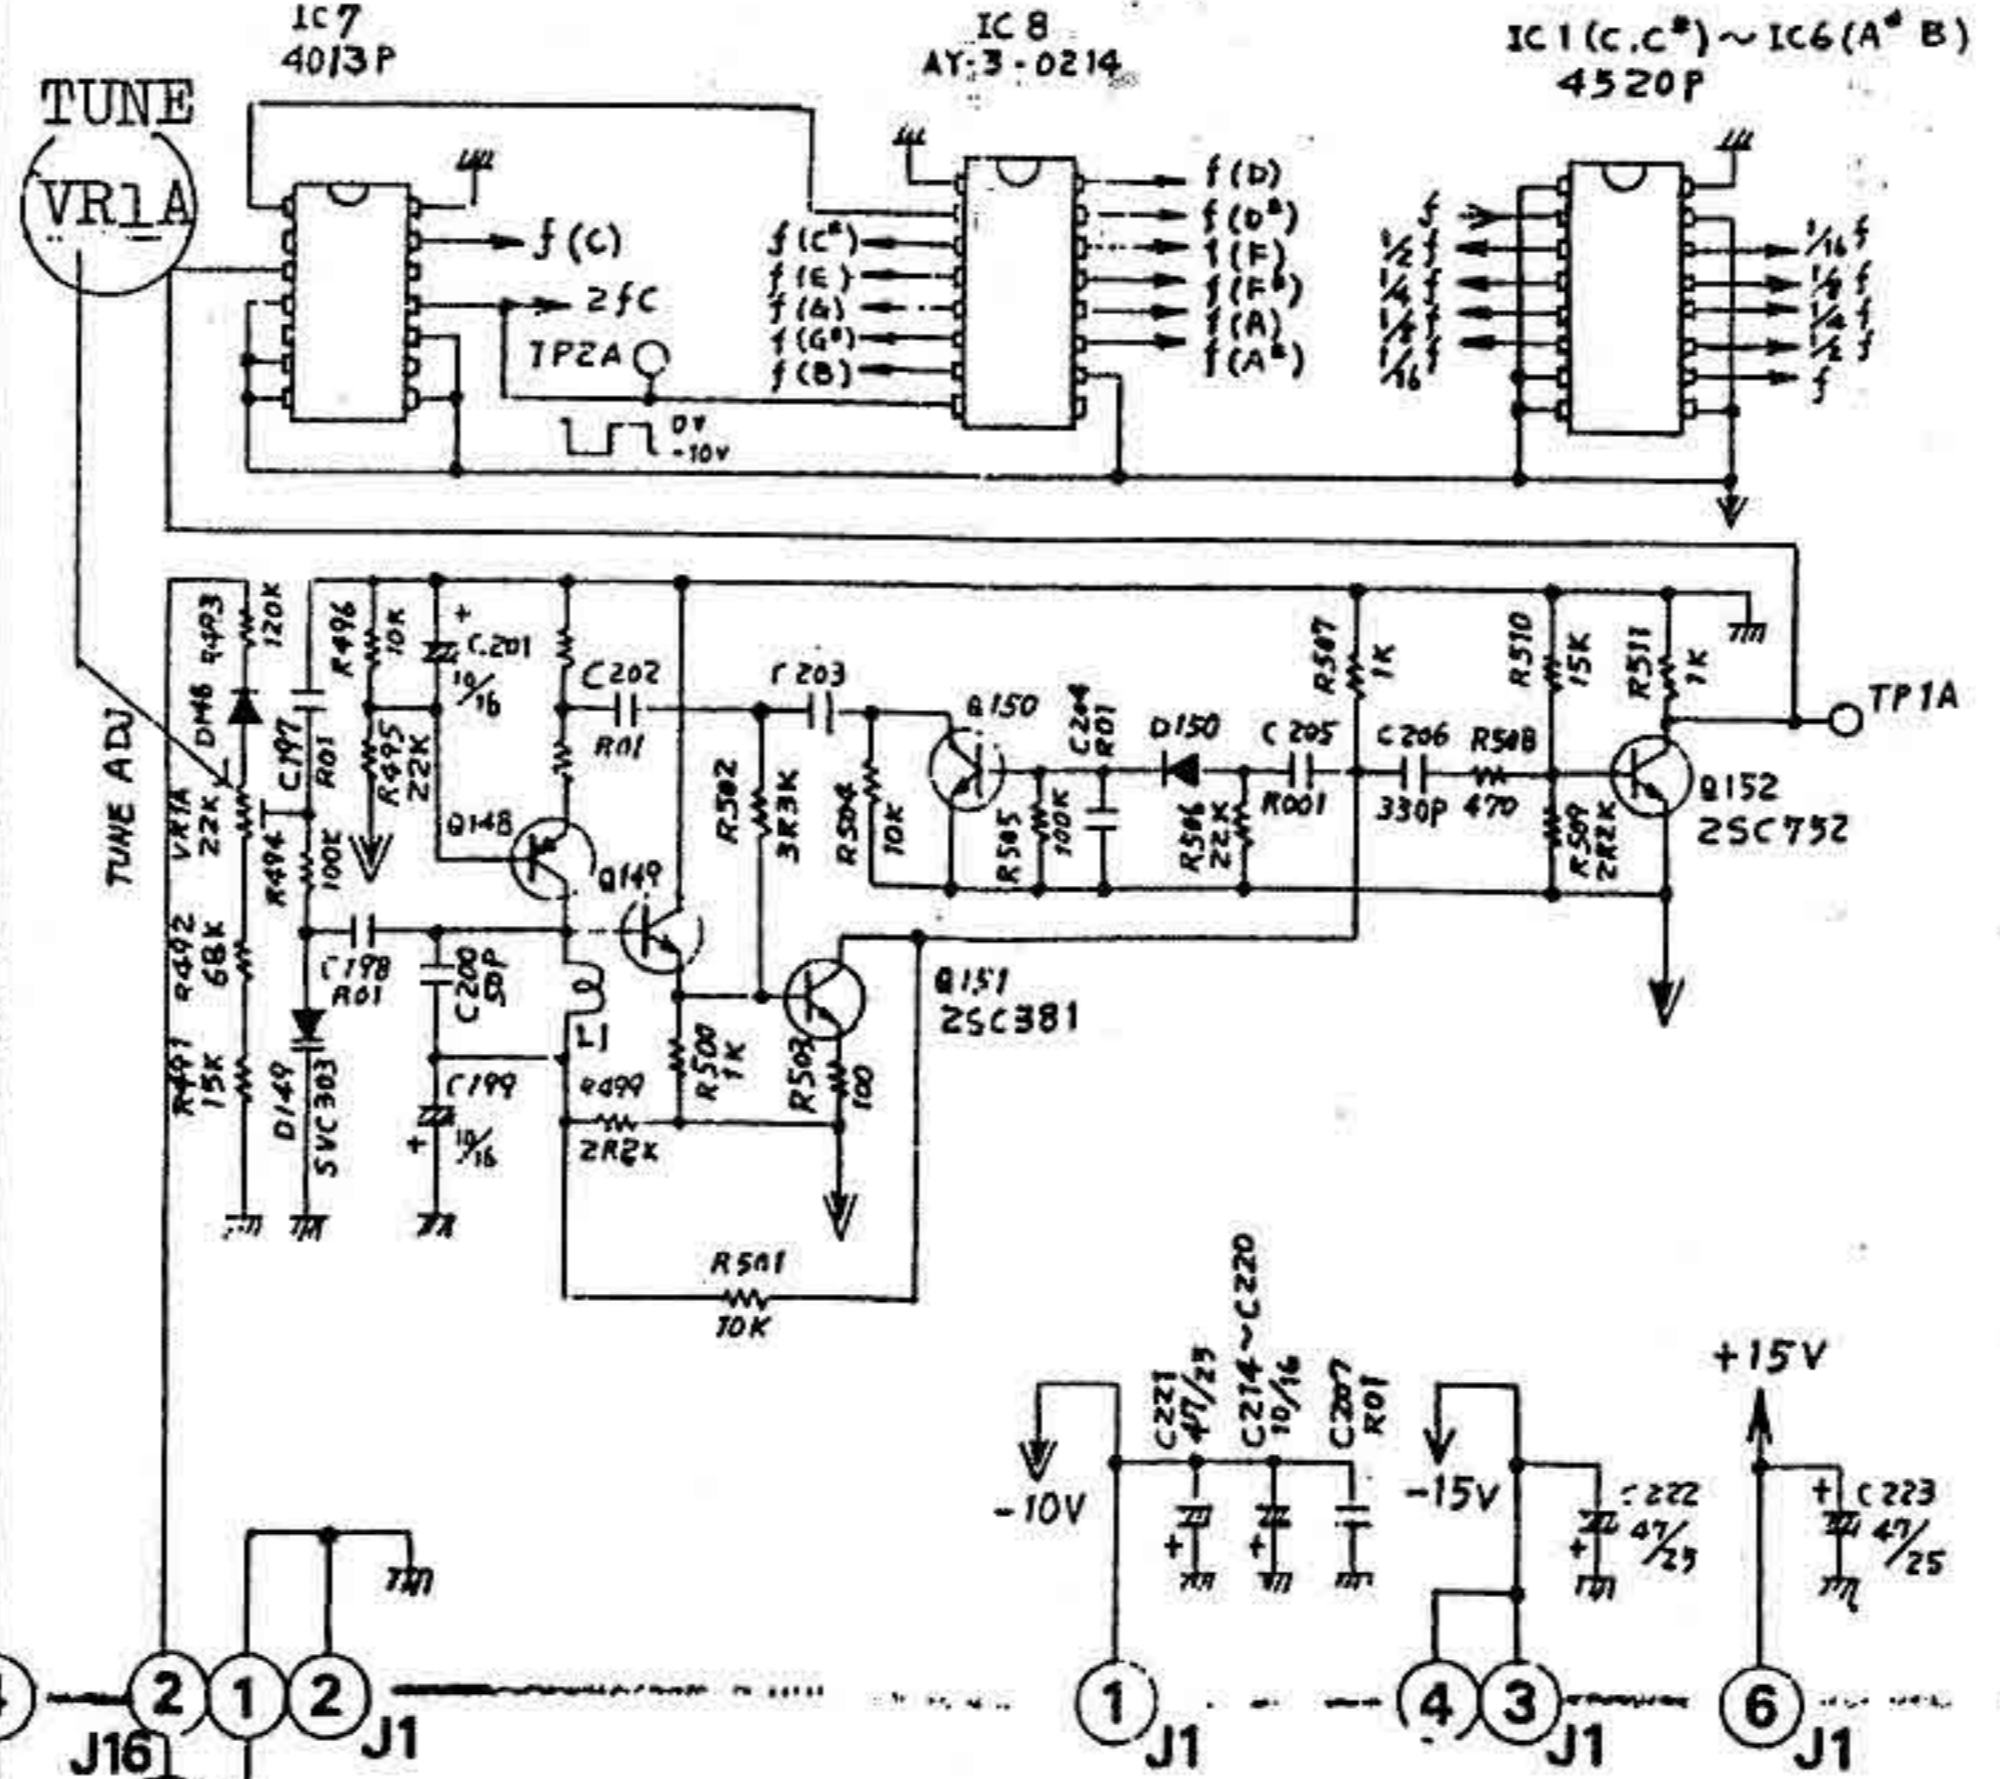 IC7
4013P
IC 8
AY-3-0214
IC 1 (C.C#) ~ IC6 (A# B)
4520P
TUNE
VR1A
f (C)
2fC
TP2A
0V
-10V
f (C#)
f (E)
f (G)
f (G#)
f (B)
f (D)
f (D#)
f (F)
f (F#)
f (A)
f (A#)
f
1/2 f
1/4 f
1/16 f
1/16 f
1/8 f
1/4 f
1/2 f
f
TUNE ADJ
R493
120K
D148
VR1A
22K
R492
68K
R491
15K
C197
R01
R494
100K
D149
SVC303
R496
10K
R495
22K
C201
10/16
C198
R01
C200
50P
C199
10/16
Q148
Q149
C202
R01
C203
R499
2R2K
R500
1K
R502
3R3K
R503
100
R504
10K
Q150
Q151
2SC381
R501
10K
R505
100K
C204
R01
D150
R506
22K
C205
R001
R507
1K
C206
330P
R508
470
R510
15K
R509
2R2K
R511
1K
Q152
2SC752
TP1A
-10V
C221
47/25
C214~C220
10/16
C207
R01
-15V
C222
47/25
+15V
C223
47/25
2
J16
1
2
J1
1
J1
4
3
J1
6
J1